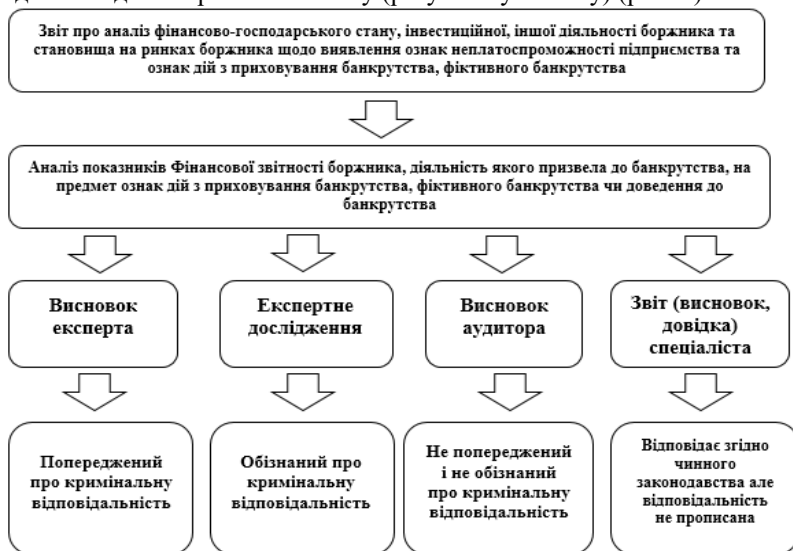 Звіт про аналіз фінансово-господарського стану, інвестиційної, іншої діяльності боржника та
становища на ринках боржника щодо виявлення ознак неплатоспроможності підприємства та
ознак дій з приховування банкрутства, фіктивного банкрутства
Аналіз показників Фінансової звітності боржника, діяльність якого призвела до банкрутства, на
предмет ознак дій з приховування банкрутства, фіктивного банкрутства чи доведення до
банкрутства
Висновок
експерта
Експертне
дослідження
Висновок
аудитора
Звіт (висновок,
довідка)
спеціаліста
Попереджений
про кримінальну
відповідальність
Обізнаний про
кримінальну
відповідальність
Не попереджений
і не обізнаний
про кримінальну
відповідальність
Відповідає згідно
чинного
законодавства але
відповідальність
не прописана